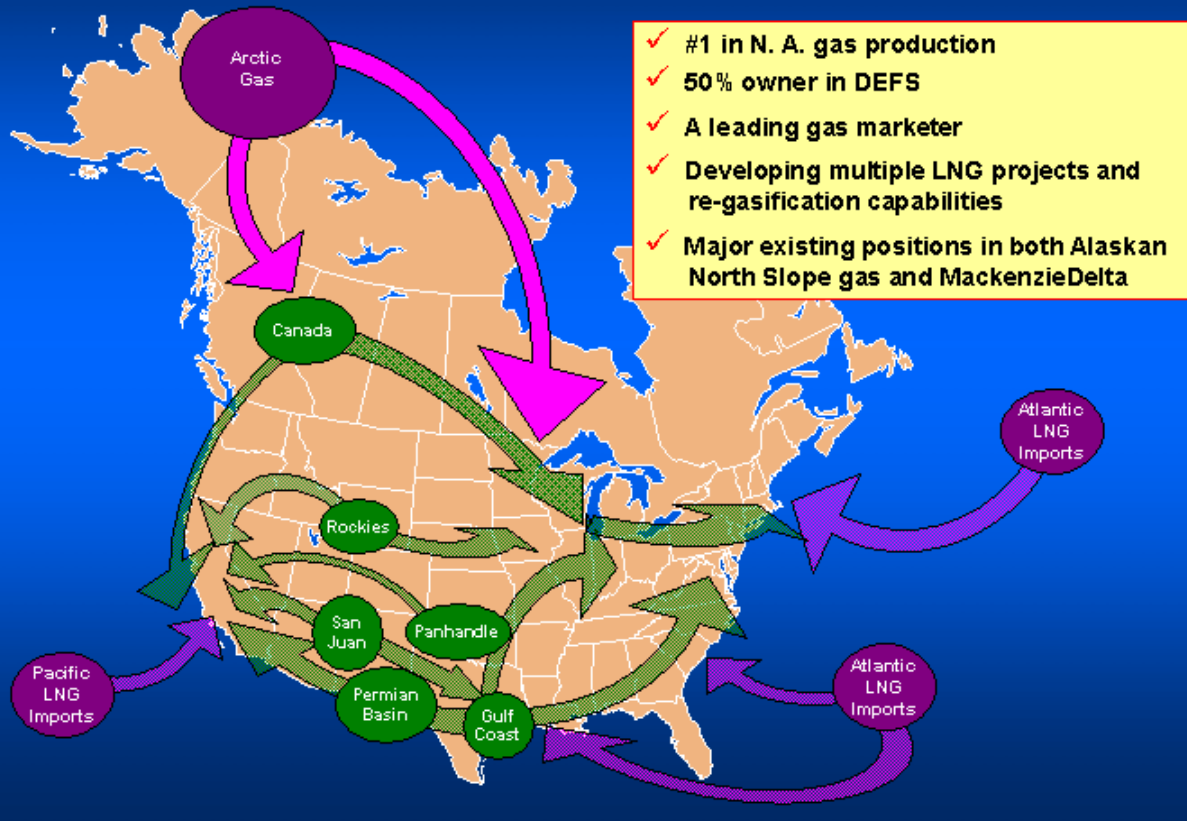 Arctic
Gas
✓ #1 in N. A. gas production
✓ 50% owner in DEFS
✓ A leading gas marketer
✓ Developing multiple LNG projects and
re-gasification capabilities
✓ Major existing positions in both Alaskan
North Slope gas and MackenzieDelta
Canada
Atlantic
LNG
Imports
Rockies
San
Juan
Panhandle
Pacific
LNG
Imports
Permian
Basin
Gulf
Coast
Atlantic
LNG
Imports